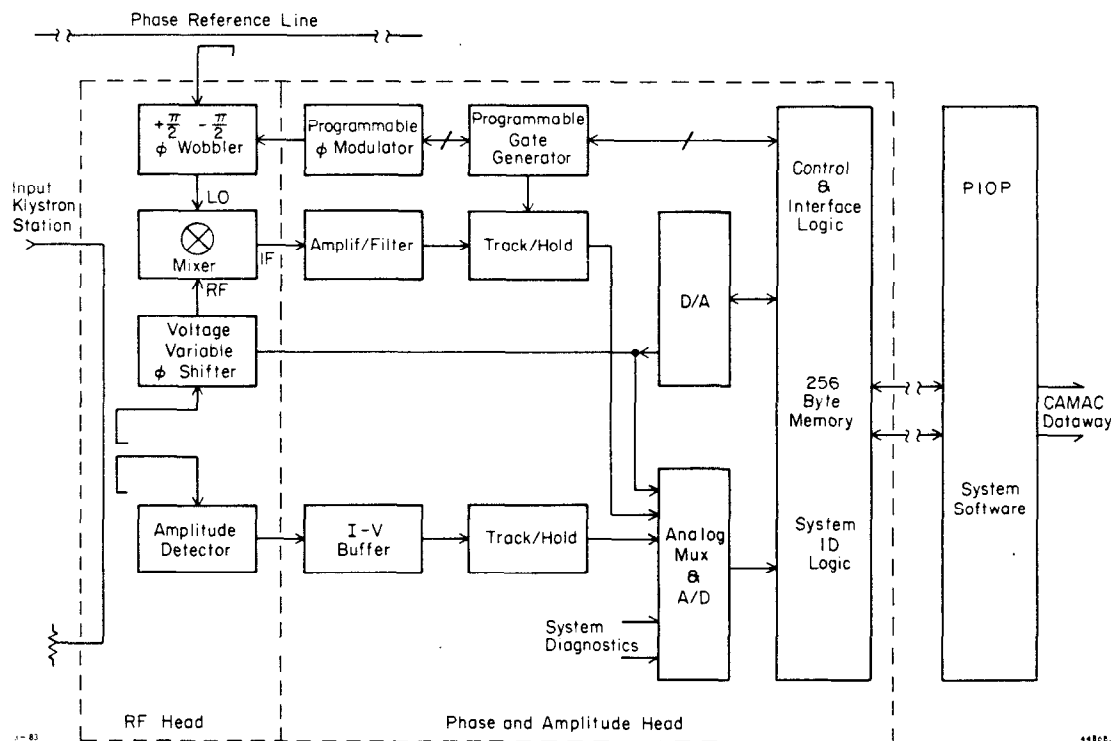 Phase Reference Line
+π/2 -π/2
φ Wobbler
Programmable
φ Modulator
Programmable
Gate
Generator
Control
&
Interface
Logic
PIOP
Input
Klystron
Station
LO
Mixer
IF
RF
Amplif/Filter
Track/Hold
D/A
Voltage
Variable
φ Shifter
256
Byte
Memory
CAMAC
Dataway
Amplitude
Detector
I-V
Buffer
Track/Hold
Analog
Mux
&
A/D
System
ID
Logic
System
Software
System
Diagnostics
RF Head
Phase and Amplitude Head